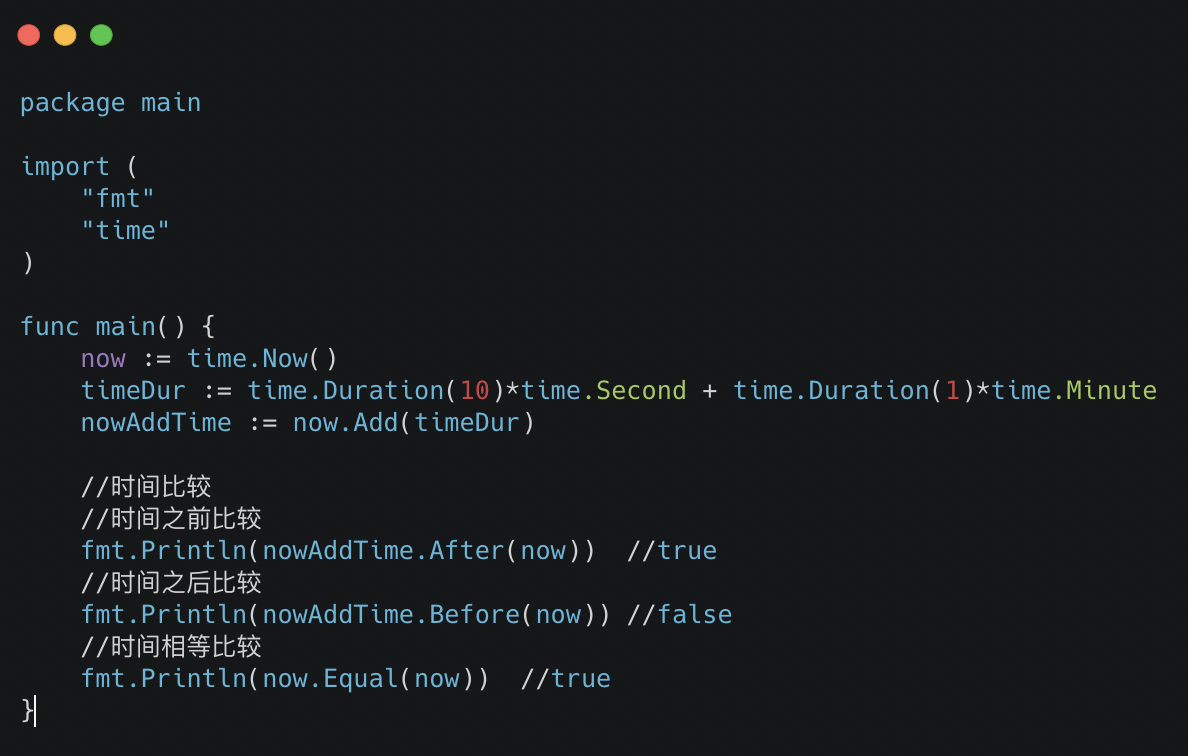 package main
import (
    "fmt"
    "time"
)
func main() {
    now := time.Now()
    timeDur := time.Duration(10)*time.Second + time.Duration(1)*time.Minute
    nowAddTime := now.Add(timeDur)
    //时间比较
    //时间之前比较
    fmt.Println(nowAddTime.After(now))  //true
    //时间之后比较
    fmt.Println(nowAddTime.Before(now)) //false
    //时间相等比较
    fmt.Println(now.Equal(now))  //true
}